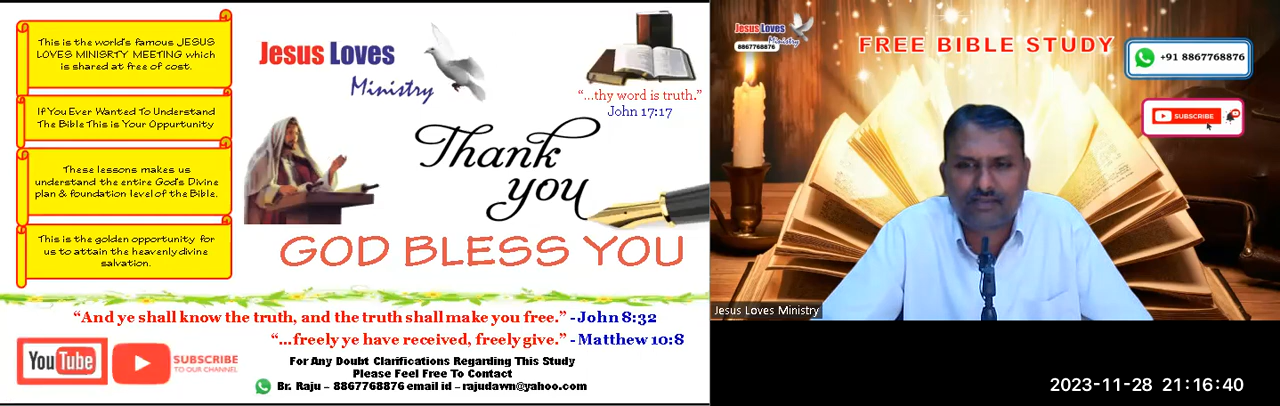 This is the world's famous JESUS
LOVES MINISRTY MEETING which
is shared at free of cost.
If You Ever Wanted To Understand
The Bible This is Your Oppurtunity
These lessons makes us
understand the entire God's Divine
plan & foundation level of the Bible.
This is the golden opportunity for
us to attain the heavenly divine
salvation.
Jesus Loves
Ministry
"...thy word is truth."
John 17:17
Thank
you
GOD BLESS YOU
"And ye shall know the truth, and the truth shall make you free." - John 8:32
"...freely ye have received, freely give." - Matthew 10:8
YouTube
SUBSCRIBE
TO OUR CHANNEL
For Any Doubt Clarifications Regarding This Study
Please Feel Free To Contact
Br. Raju – 8867768876 email id – rajudawn@yahoo.com
Jesus Loves
Ministry
8867768876
FREE BIBLE STUDY
+91 8867768876
SUBSCRIBE
Jesus Loves Ministry
2023-11-28 21:16:40